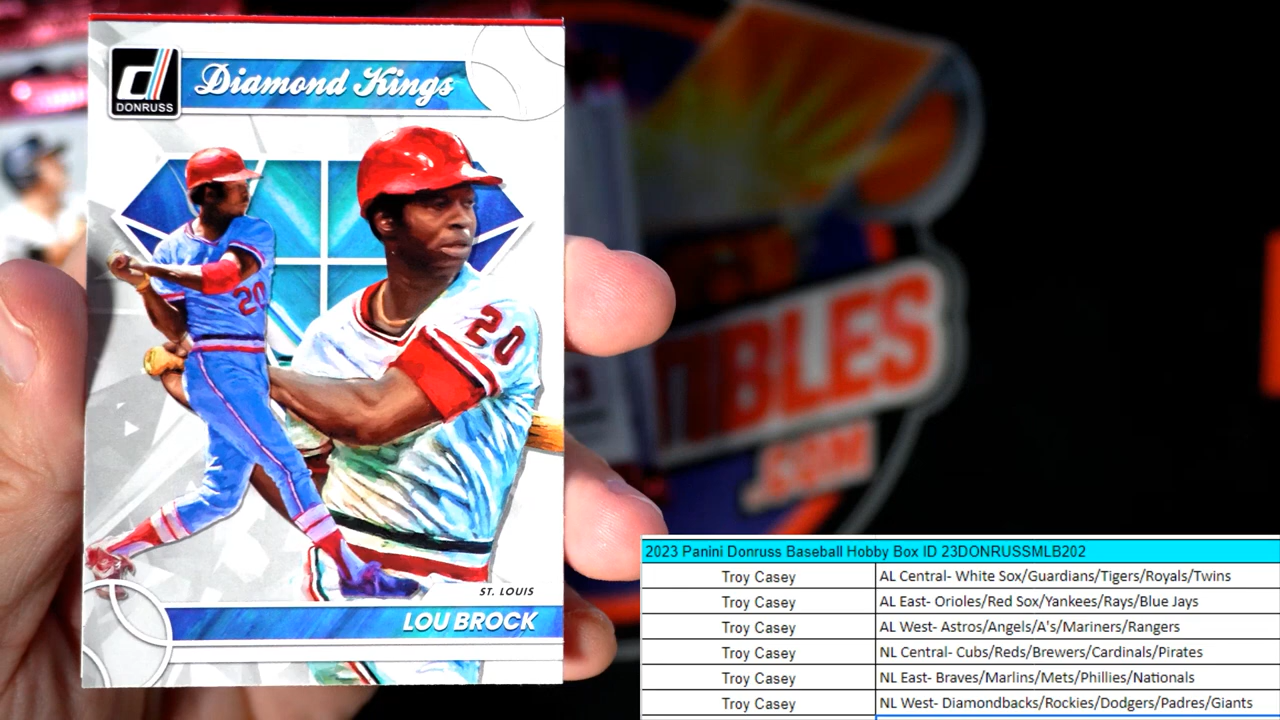 d
DONRUSS
Diamond Kings
20
20
ST. LOUIS
LOU BROCK
IBLES
.COM
2023 Panini Donruss Baseball Hobby Box ID 23DONRUSSMLB202
Troy Casey AL Central- White Sox/Guardians/Tigers/Royals/Twins
Troy Casey AL East- Orioles/Red Sox/Yankees/Rays/Blue Jays
Troy Casey AL West- Astros/Angels/A's/Mariners/Rangers
Troy Casey NL Central- Cubs/Reds/Brewers/Cardinals/Pirates
Troy Casey NL East- Braves/Marlins/Mets/Phillies/Nationals
Troy Casey NL West- Diamondbacks/Rockies/Dodgers/Padres/Giants